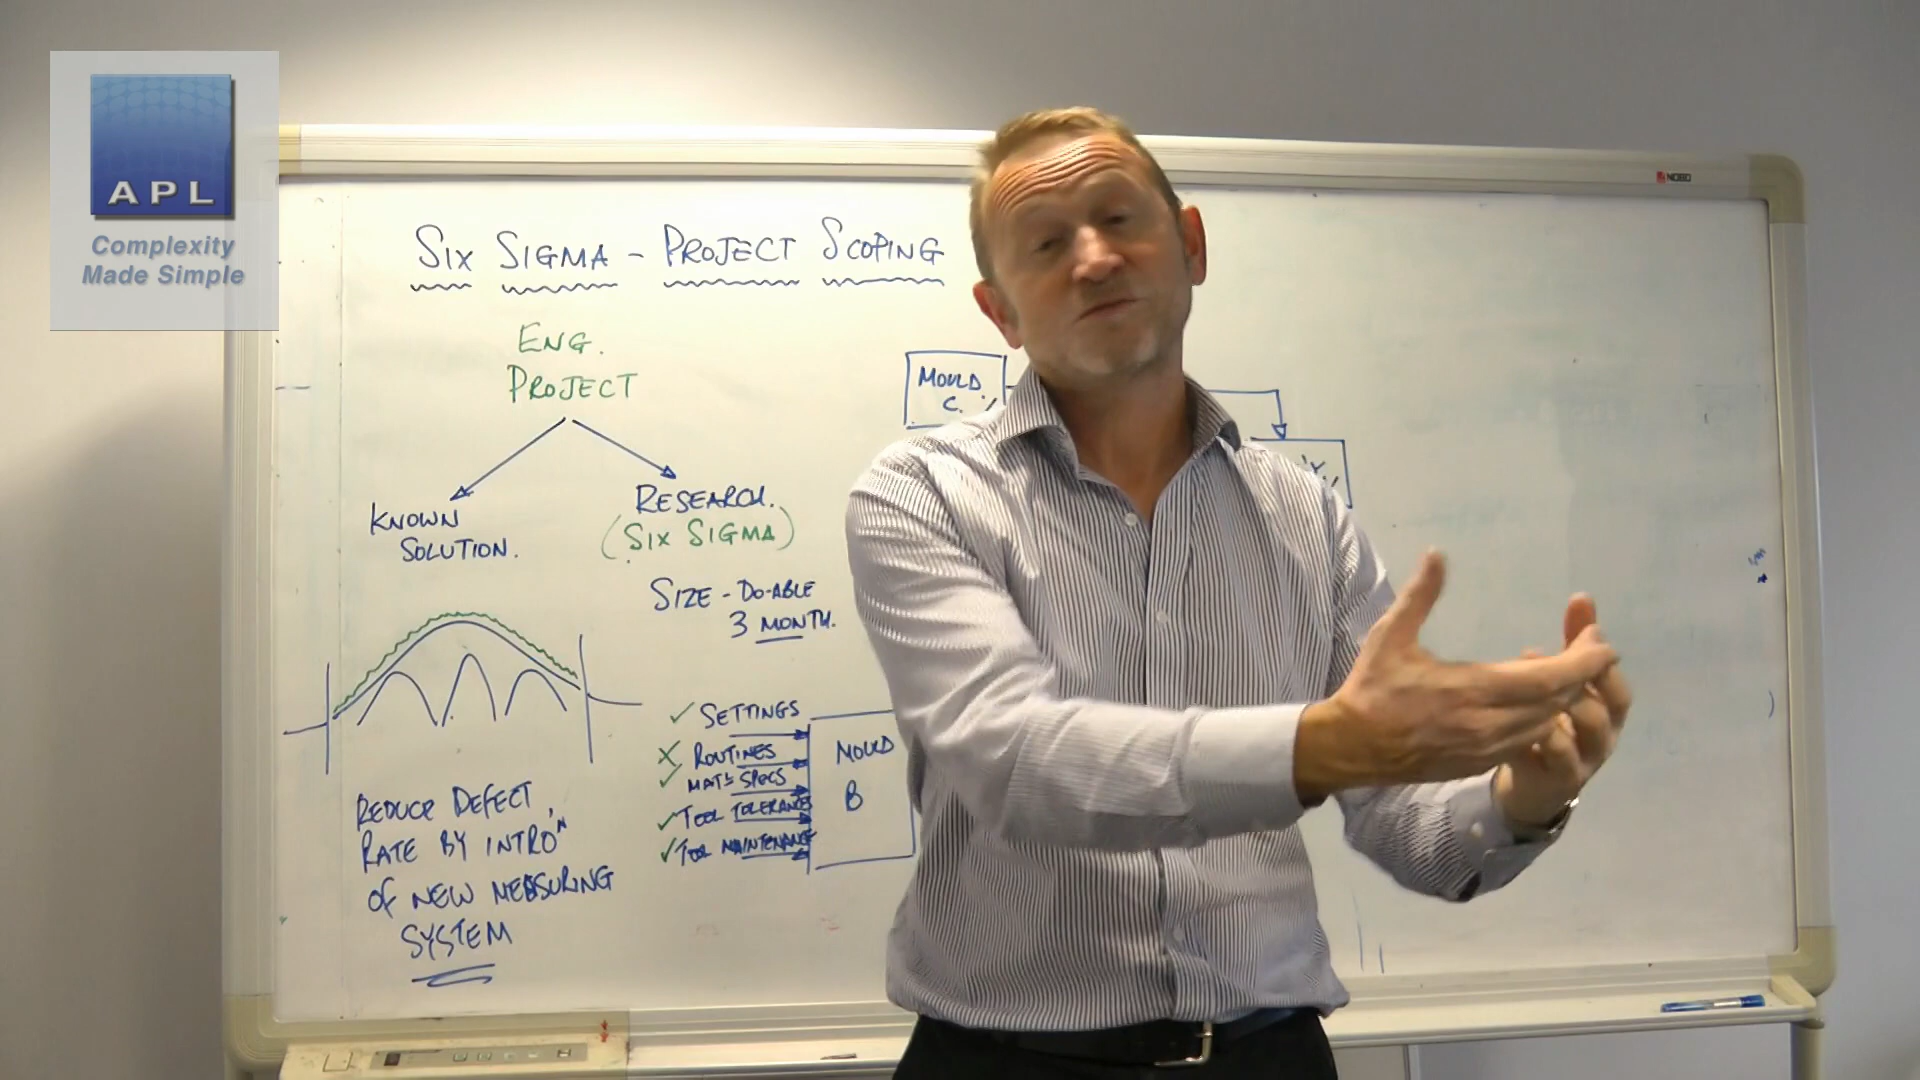 APL
Complexity
Made Simple
NOBO
SIX SIGMA - PROJECT SCOPING
ENG.
PROJECT
KNOWN
SOLUTION.
RESEARCH.
(SIX SIGMA)
SIZE - DO-ABLE
3 MONTH.
MOULD
C.
✓ SETTINGS
X ROUTINES
✓ MAT'LS SPECS
✓ TOOL TOLERANCE
✓ TOOL MAINTENANCE
MOULD
B
REDUCE DEFECT
RATE BY INTRO'N
OF NEW MEASURING
SYSTEM